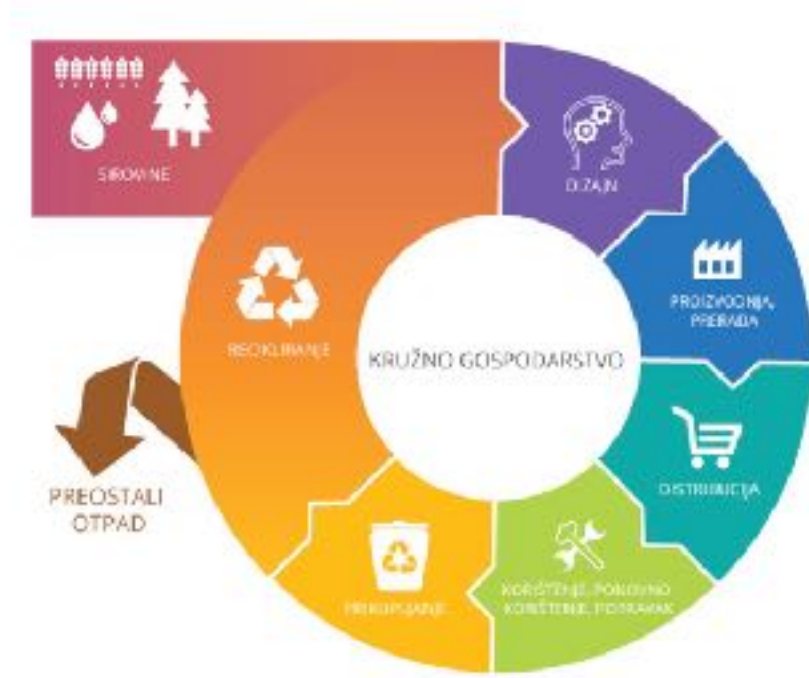 SIROVINE
DIZAJN
PROIZVODNJA,
PRERADA
DISTRIBUCIJA
KORIŠTENJE, PONOVNO
KORIŠTENJE, POPRAVAK
PRIKUPLJANJE
RECIKLIRANJE
PREOSTALI
OTPAD
KRUŽNO GOSPODARSTVO